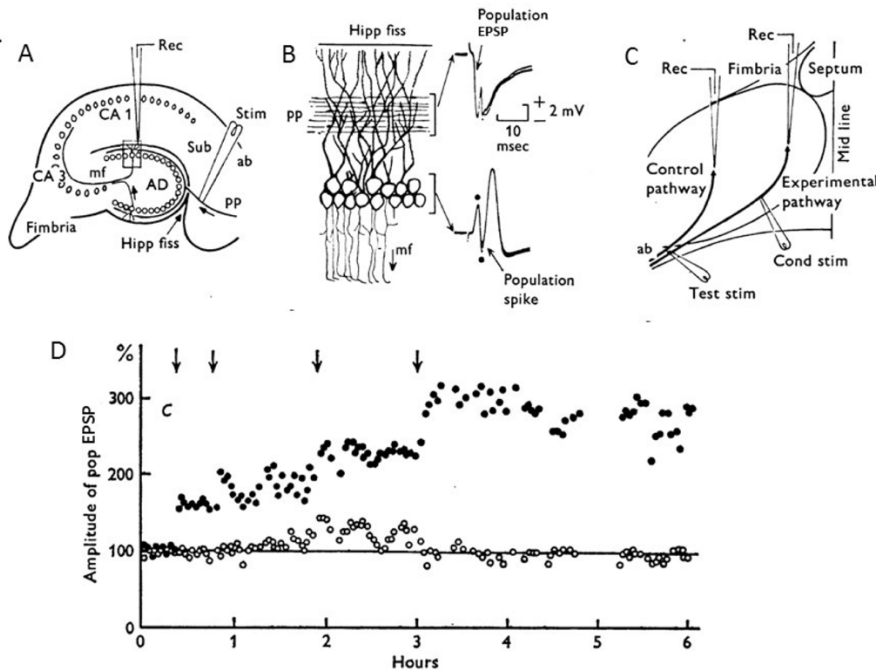 A
Rec
CA 1
Stim
Sub
ab
mf
CA 3
AD
PP
Fimbria
Hipp fiss
B
Hipp fiss
Population
EPSP
PP
+
– 2 mV
10
msec
mf
Population
spike
C
Rec
Rec
Fimbria
Septum
Mid line
Control
pathway
Experimental
pathway
ab
Cond stim
Test stim
D
%
C
300
200
100
0
Amplitude of pop EPSP
0 1 2 3 4 5 6
Hours